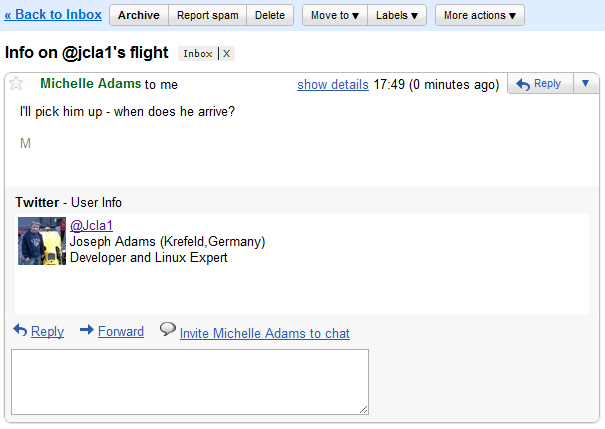 « Back to Inbox Archive Report spam Delete Move to ▼ Labels ▼ More actions ▼
Info on @jcla1's flight Inbox | X
Michelle Adams to me show details 17:49 (0 minutes ago) Reply ▼
I'll pick him up - when does he arrive?
M
Twitter - User Info
@Jcla1
Joseph Adams (Krefeld,Germany)
Developer and Linux Expert
Reply Forward Invite Michelle Adams to chat